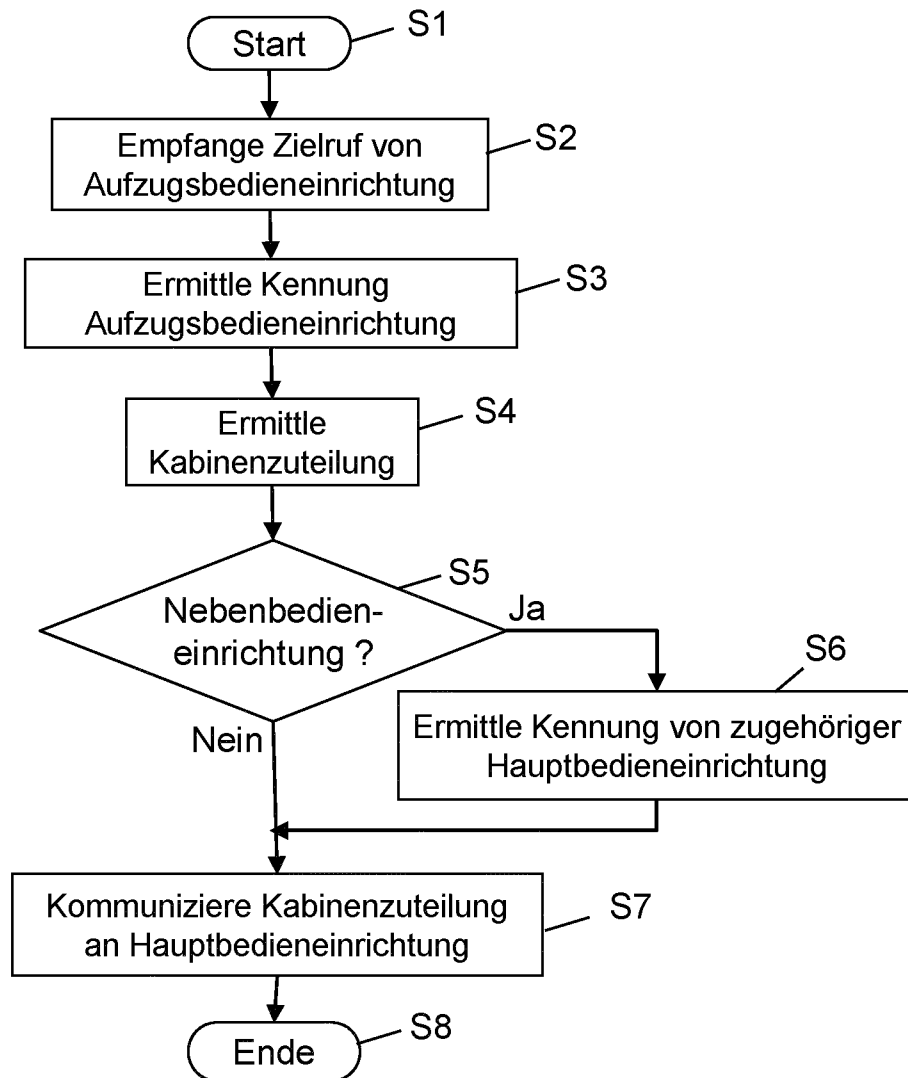 Start
S1
Empfange Zielruf von
Aufzugsbedieneinrichtung
S2
Ermittle Kennung
Aufzugsbedieneinrichtung
S3
Ermittle
Kabinenzuteilung
S4
Nebenbedien-
einrichtung ?
S5
Ja
Nein
Ermittle Kennung von zugehöriger
Hauptbedieneinrichtung
S6
Kommuniziere Kabinenzuteilung
an Hauptbedieneinrichtung
S7
Ende
S8